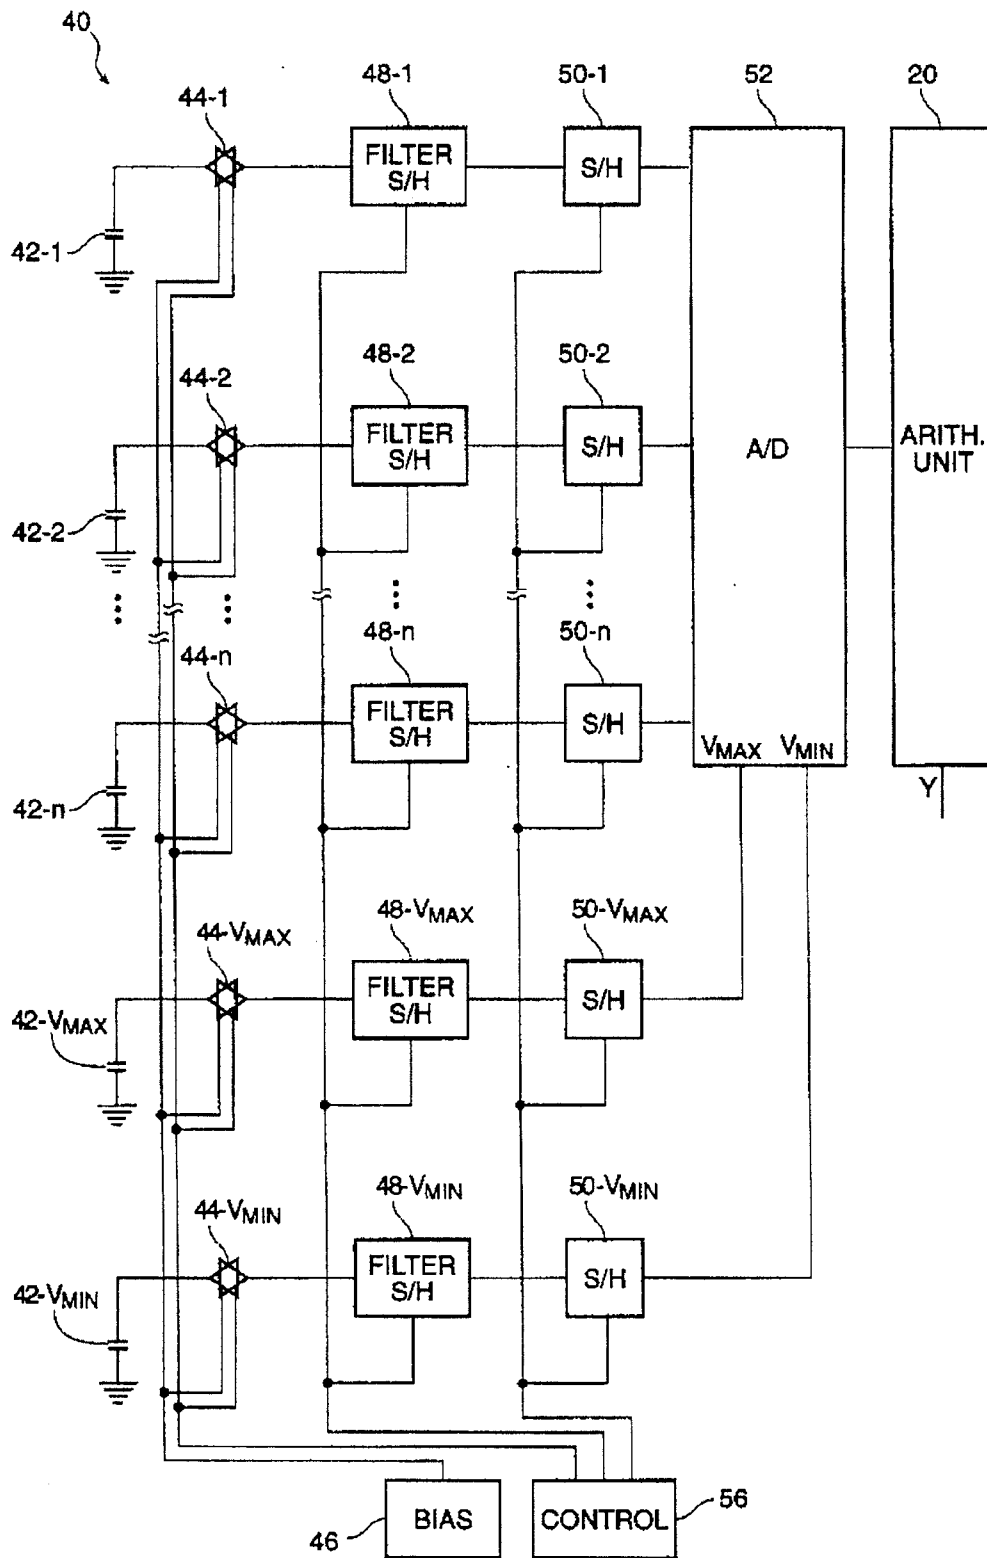 40
44-1
48-1
50-1
52
20
FILTER
S/H
S/H
42-1
44-2
48-2
50-2
FILTER
S/H
S/H
A/D
ARITH.
UNIT
42-2
44-n
48-n
50-n
FILTER
S/H
S/H
VMAX
VMIN
42-n
Y
44-VMAX
48-VMAX
50-VMAX
FILTER
S/H
S/H
42-VMAX
44-VMIN
48-VMIN
50-VMIN
FILTER
S/H
S/H
42-VMIN
46
BIAS
CONTROL
56